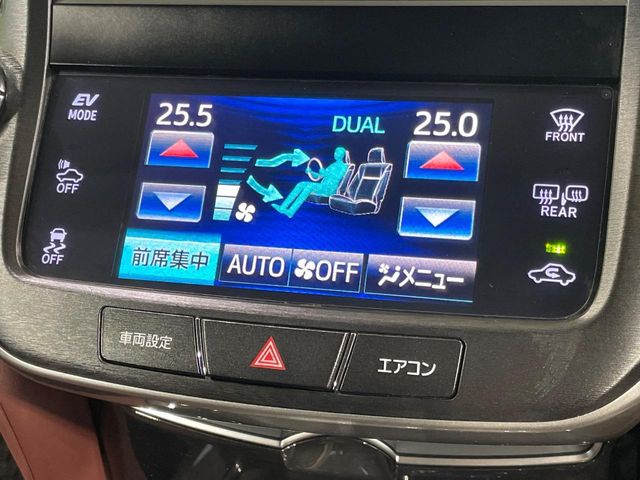 EV
MODE
25.5
DUAL
25.0
FRONT
OFF
REAR
OFF
前席集中
AUTO
OFF
メニュー
車両設定
エアコン